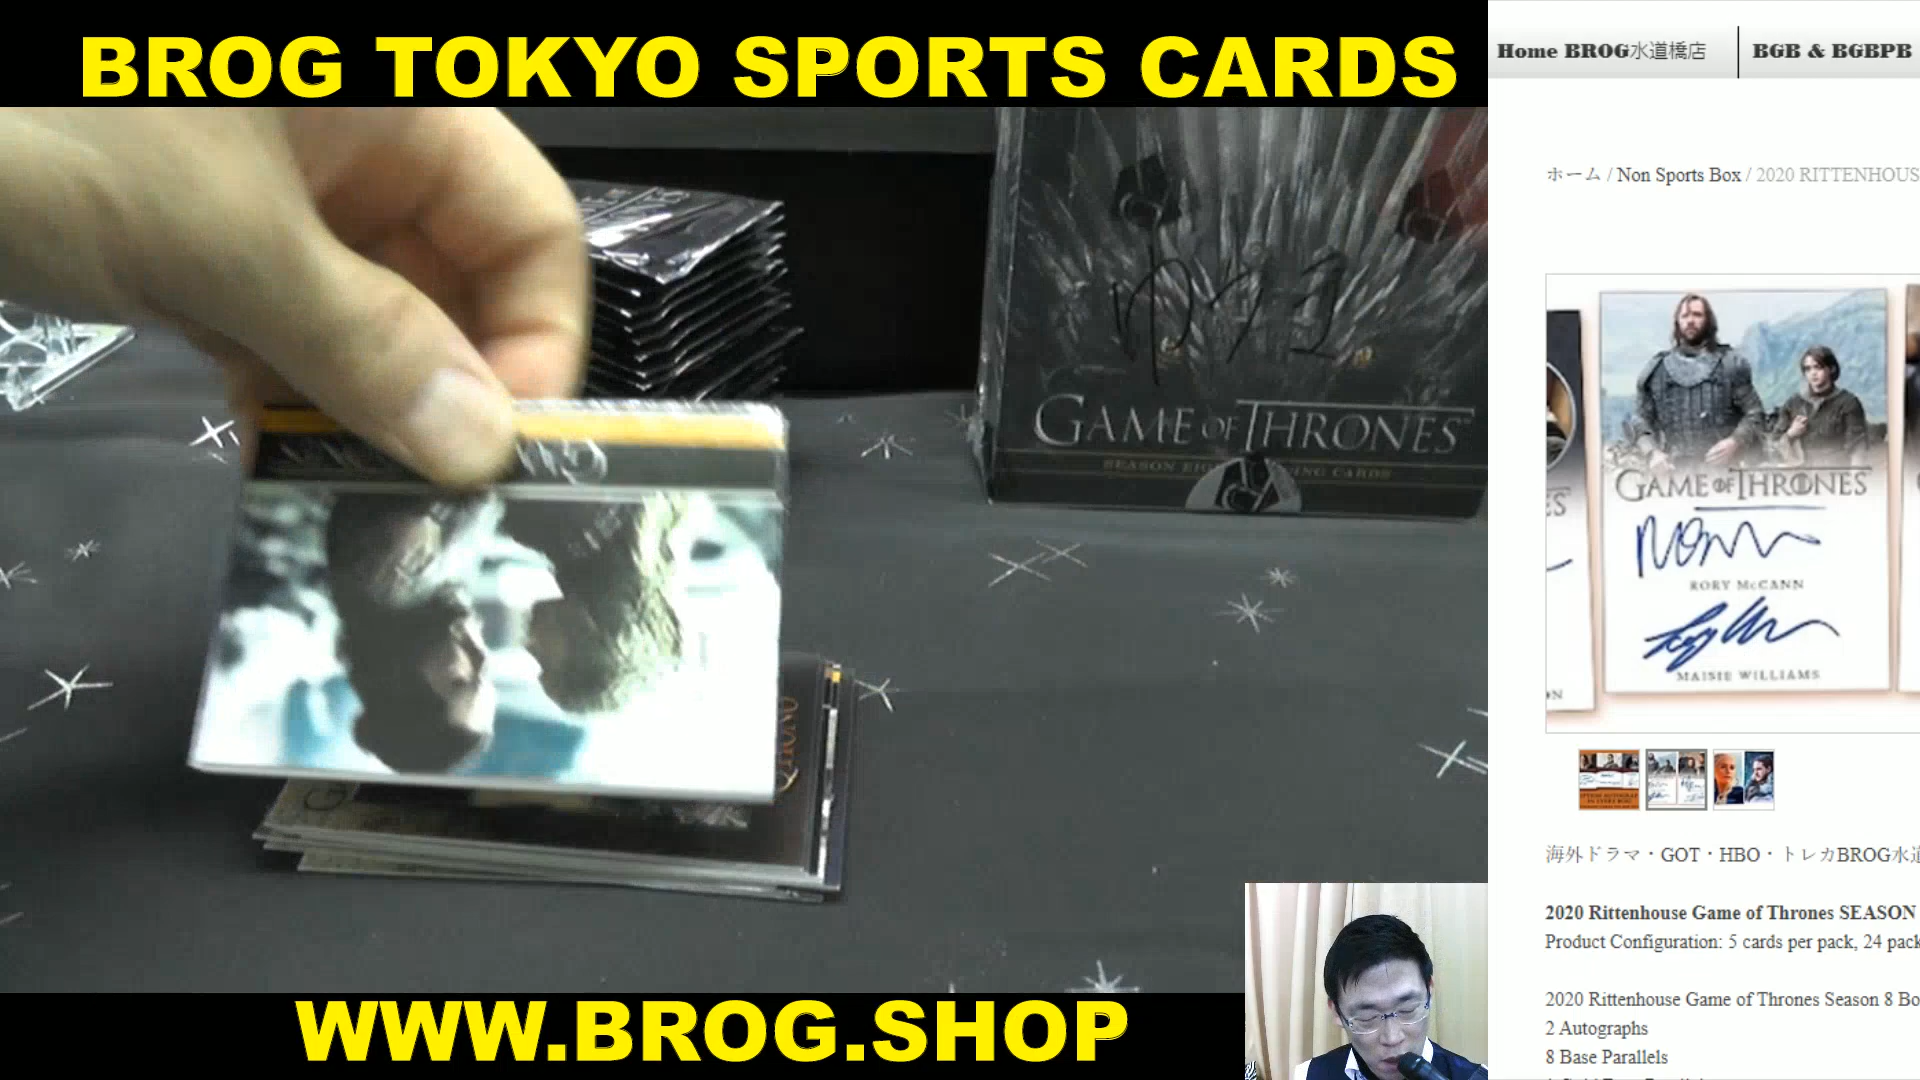 BROG TOKYO SPORTS CARDS
Home BROG水道橋店
BGB & BGBPB
ホーム / Non Sports Box / 2020 RITTENHOUS
GAME OF THRONES
SEASON EIGHT TRADING CARDS
GAME OF THRONES
RORY McCANN
MAISIE WILLIAMS
海外ドラマ・GOT・HBO・トレカBROG水道
2020 Rittenhouse Game of Thrones SEASON
Product Configuration: 5 cards per pack, 24 pack
2020 Rittenhouse Game of Thrones Season 8 Bo
2 Autographs
8 Base Parallels
WWW.BROG.SHOP